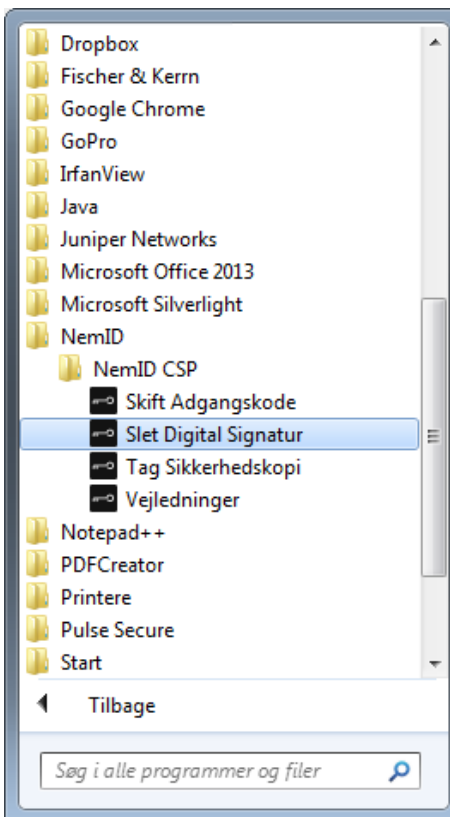 Dropbox
Fischer & Kerrn
Google Chrome
GoPro
IrfanView
Java
Juniper Networks
Microsoft Office 2013
Microsoft Silverlight
NemID
NemID CSP
Skift Adgangskode
Slet Digital Signatur
Tag Sikkerhedskopi
Vejledninger
Notepad++
PDFCreator
Printere
Pulse Secure
Start
Tilbage
Søg i alle programmer og filer